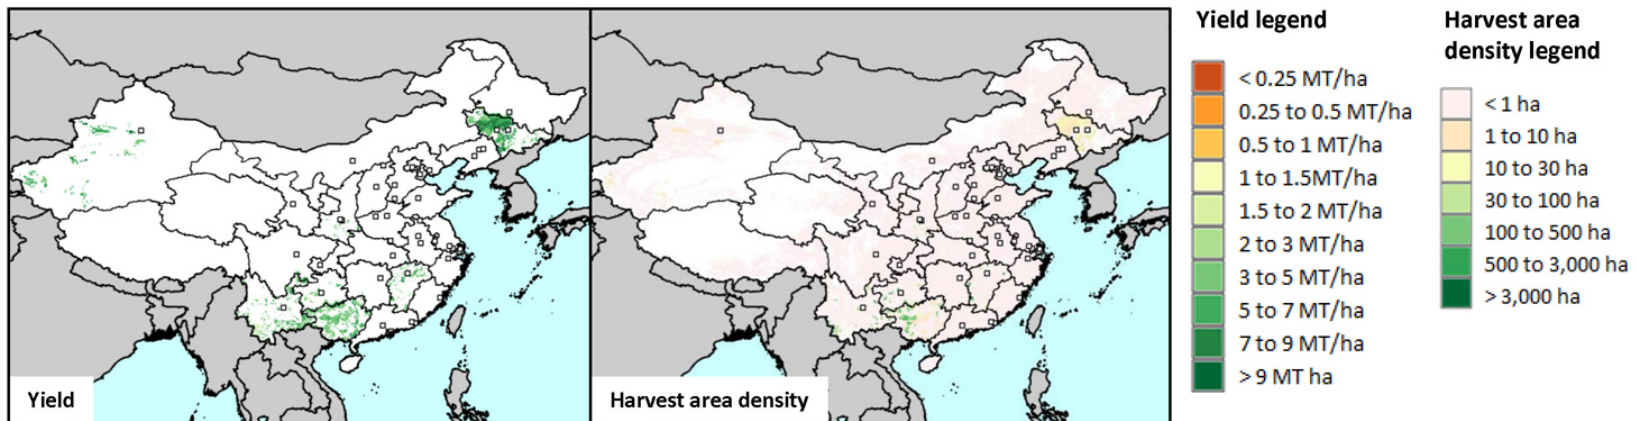 Yield
Harvest area density
Yield legend
< 0.25 MT/ha
0.25 to 0.5 MT/ha
0.5 to 1 MT/ha
1 to 1.5MT/ha
1.5 to 2 MT/ha
2 to 3 MT/ha
3 to 5 MT/ha
5 to 7 MT/ha
7 to 9 MT/ha
> 9 MT ha
Harvest area
density legend
< 1 ha
1 to 10 ha
10 to 30 ha
30 to 100 ha
100 to 500 ha
500 to 3,000 ha
> 3,000 ha